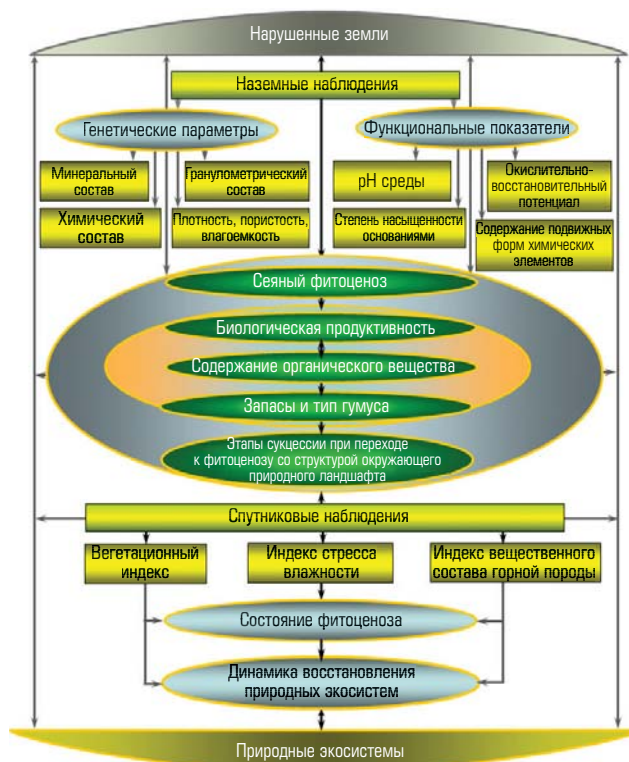 Нарушенные земли
Наземные наблюдения
Генетические параметры
Функциональные показатели
Минеральный
состав
Гранулометрический
состав
pH среды
Окислительно-
восстановительный
потенциал
Химический
состав
Плотность, пористость,
влагоемкость
Степень насыщенности
основаниями
Содержание подвижных
форм химических
элементов
Сеяный фитоценоз
Биологическая продуктивность
Содержание органического вещества
Запасы и тип гумуса
Этапы сукцессии при переходе
к фитоценозу со структурой окружающего
природного ландшафта
Спутниковые наблюдения
Вегетационный
индекс
Индекс стресса
влажности
Индекс вещественного
состава горной породы
Состояние фитоценоза
Динамика восстановления
природных экосистем
Природные экосистемы